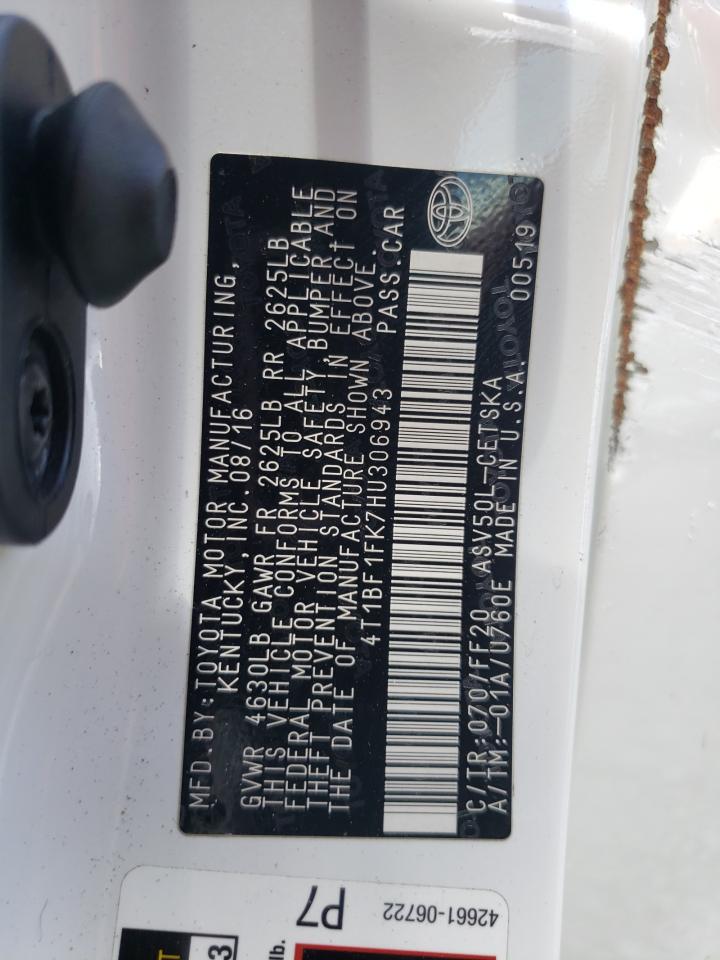 MFD.BY:TOYOTA MOTOR MANUFACTURING,
KENTUCKY, INC. 08/16
GVWR 4630LB GAWR FR 2625LB RR 2625LB
THIS VEHICLE CONFORMS TO ALL APPLICABLE
FEDERAL MOTOR VEHICLE SAFETY, BUMPER, AND
THEFT PREVENTION STANDARDS IN EFFECT ON
THE DATE OF MANUFACTURE SHOWN ABOVE.
4T1BF1FK7HU306943 PASS.CAR
C/TR:070/FF20 ASV50L-CETSKA
A/TM:-01A/U760E MADE IN U.S.A. 00519
42661-06722
P7
3
lb.